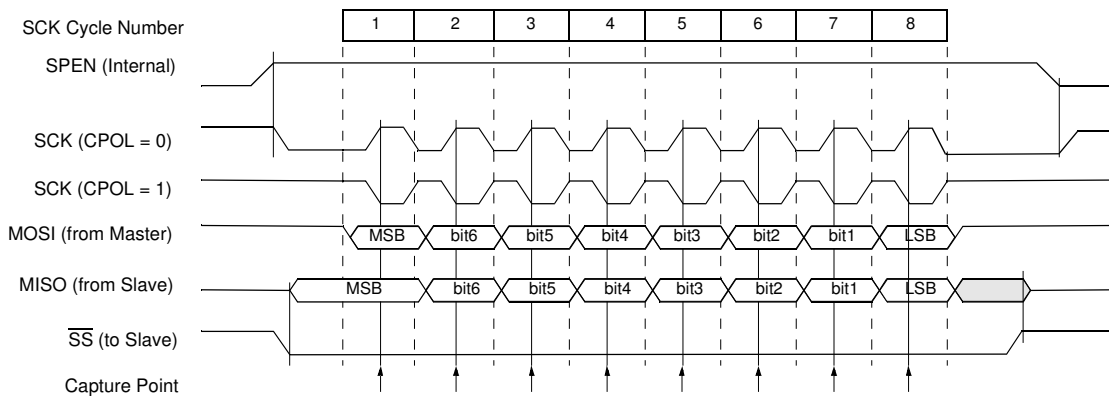 SCK Cycle Number 1 2 3 4 5 6 7 8
SPEN (Internal)
SCK (CPOL = 0)
SCK (CPOL = 1)
MOSI (from Master) MSB bit6 bit5 bit4 bit3 bit2 bit1 LSB
MISO (from Slave) MSB bit6 bit5 bit4 bit3 bit2 bit1 LSB
SS (to Slave)
Capture Point